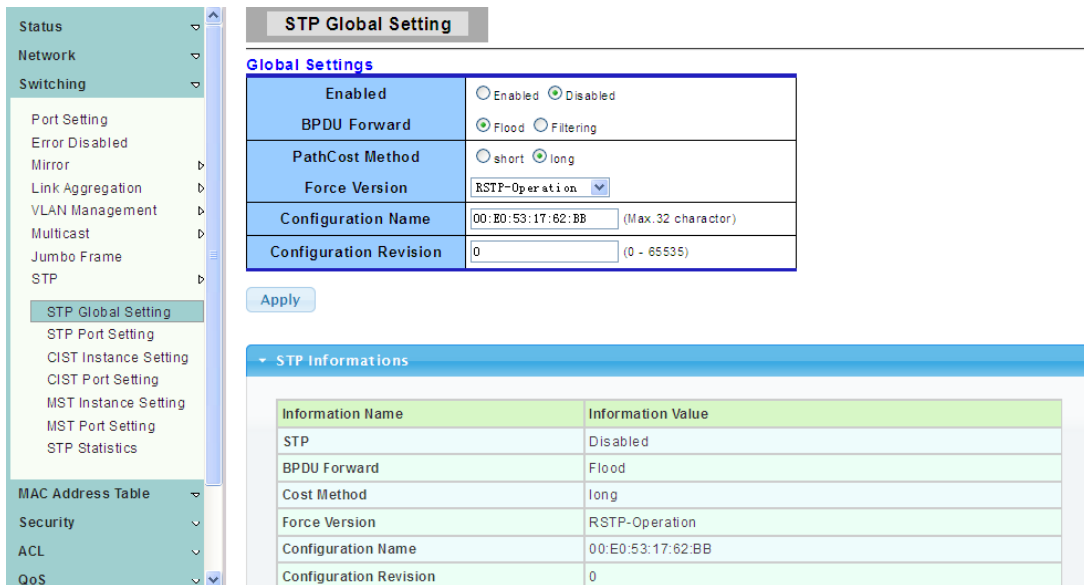 Status
Network
Switching
Port Setting
Error Disabled
Mirror
Link Aggregation
VLAN Management
Multicast
Jumbo Frame
STP
STP Global Setting
STP Port Setting
CIST Instance Setting
CIST Port Setting
MST Instance Setting
MST Port Setting
STP Statistics
MAC Address Table
Security
ACL
QoS
STP Global Setting
Global Settings
Enabled Enabled Disabled
BPDU Forward Flood Filtering
PathCost Method short long
Force Version RSTP-Operation
Configuration Name 00:E0:53:17:62:BB (Max.32 charactor)
Configuration Revision 0 (0 - 65535)
Apply
STP Informations
Information Name Information Value
STP Disabled
BPDU Forward Flood
Cost Method long
Force Version RSTP-Operation
Configuration Name 00:E0:53:17:62:BB
Configuration Revision 0